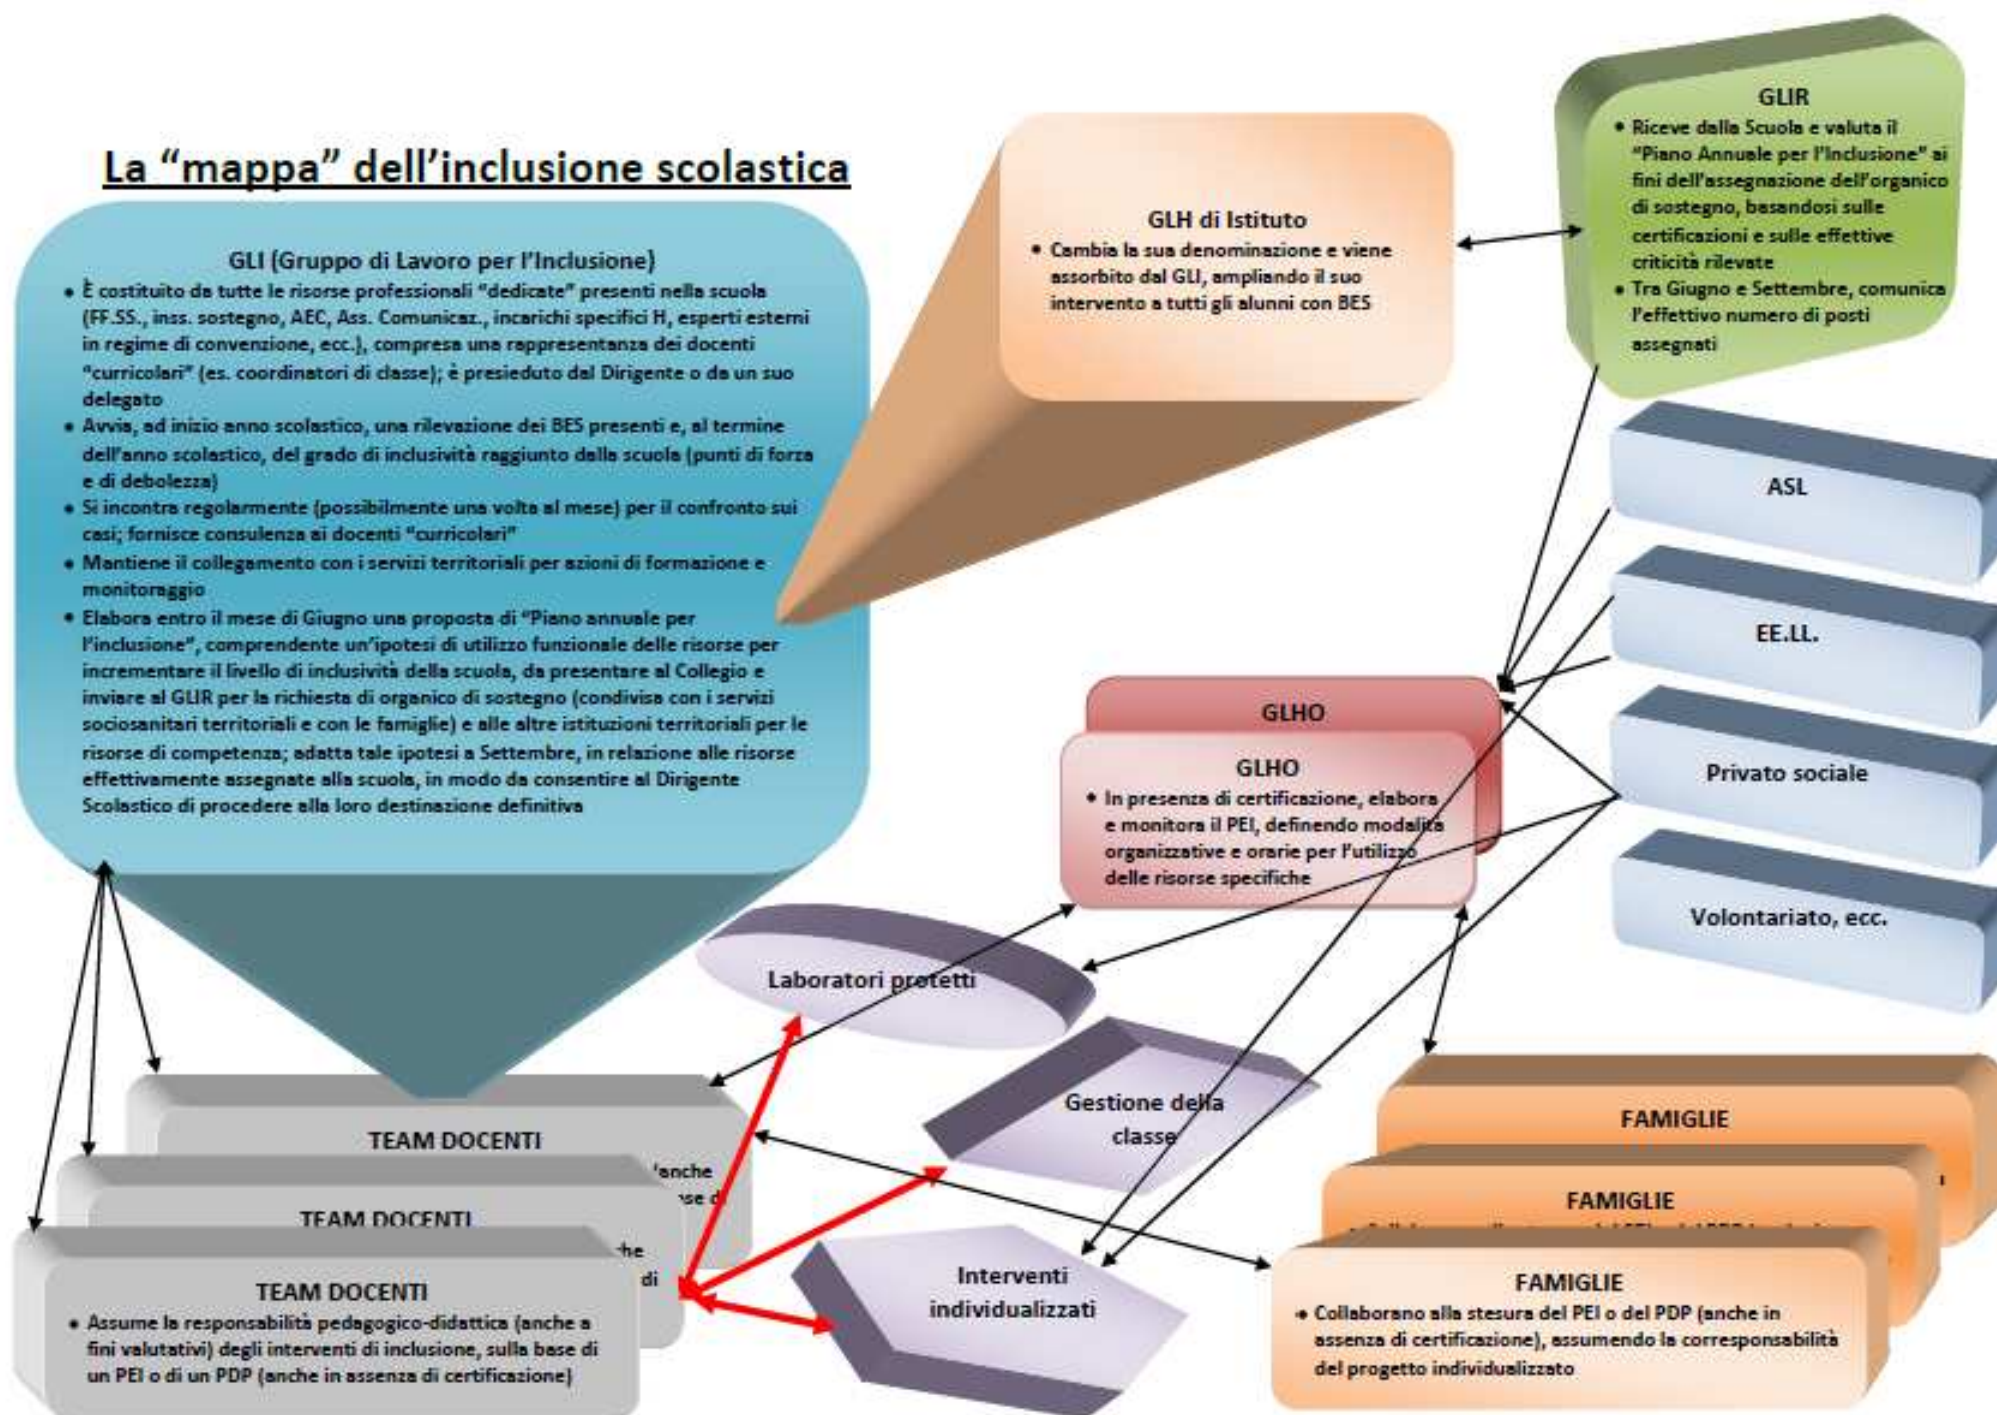 La “mappa” dell’inclusione scolastica
GLI (Gruppo di Lavoro per l’Inclusione)
• È costituito da tutte le risorse professionali “dedicate” presenti nella scuola
(FF.SS., inss. sostegno, AEC, Ass. Comunicaz., incarichi specifici H, esperti esterni
in regime di convenzione, ecc.), compresa una rappresentanza dei docenti
“curricolari” (es. coordinatori di classe); è presieduto dal Dirigente o da un suo
delegato
• Avvia, ad inizio anno scolastico, una rilevazione dei BES presenti e, al termine
dell’anno scolastico, del grado di inclusività raggiunto dalla scuola (punti di forza
e di debolezza)
• Si incontra regolarmente (possibilmente una volta al mese) per il confronto sui
casi; fornisce consulenza ai docenti “curricolari”
• Mantiene il collegamento con i servizi territoriali per azioni di formazione e
monitoraggio
• Elabora entro il mese di Giugno una proposta di “Piano annuale per
l’inclusione”, comprendente un’ipotesi di utilizzo funzionale delle risorse per
incrementare il livello di inclusività della scuola, da presentare al Collegio e
inviare al GLIR per la richiesta di organico di sostegno (condivisa con i servizi
sociosanitari territoriali e con le famiglie) e alle altre istituzioni territoriali per le
risorse di competenza; adatta tale ipotesi a Settembre, in relazione alle risorse
effettivamente assegnate alla scuola, in modo da consentire al Dirigente
Scolastico di procedere alla loro destinazione definitiva
GLH di Istituto
• Cambia la sua denominazione e viene
assorbito dal GLI, ampliando il suo
intervento a tutti gli alunni con BES
GLIR
• Riceve dalla Scuola e valuta il
“Piano Annuale per l’Inclusione” ai
fini dell’assegnazione dell’organico
di sostegno, basandosi sulle
certificazioni e sulle effettive
criticità rilevate
• Tra Giugno e Settembre, comunica
l’effettivo numero di posti
assegnati
ASL
EE.LL.
Privato sociale
Volontariato, ecc.
GLHO
GLHO
• In presenza di certificazione, elabora
e monitora il PEI, definendo modalità
organizzative e orarie per l’utilizzo
delle risorse specifiche
Laboratori protetti
Gestione della
classe
Interventi
individualizzati
TEAM DOCENTI
’anche
TEAM DOCENTI
di
TEAM DOCENTI
• Assume la responsabilità pedagogico-didattica (anche a
fini valutativi) degli interventi di inclusione, sulla base di
un PEI o di un PDP (anche in assenza di certificazione)
FAMIGLIE
FAMIGLIE
FAMIGLIE
• Collaborano alla stesura del PEI o del PDP (anche in
assenza di certificazione), assumendo la corresponsabilità
del progetto individualizzato